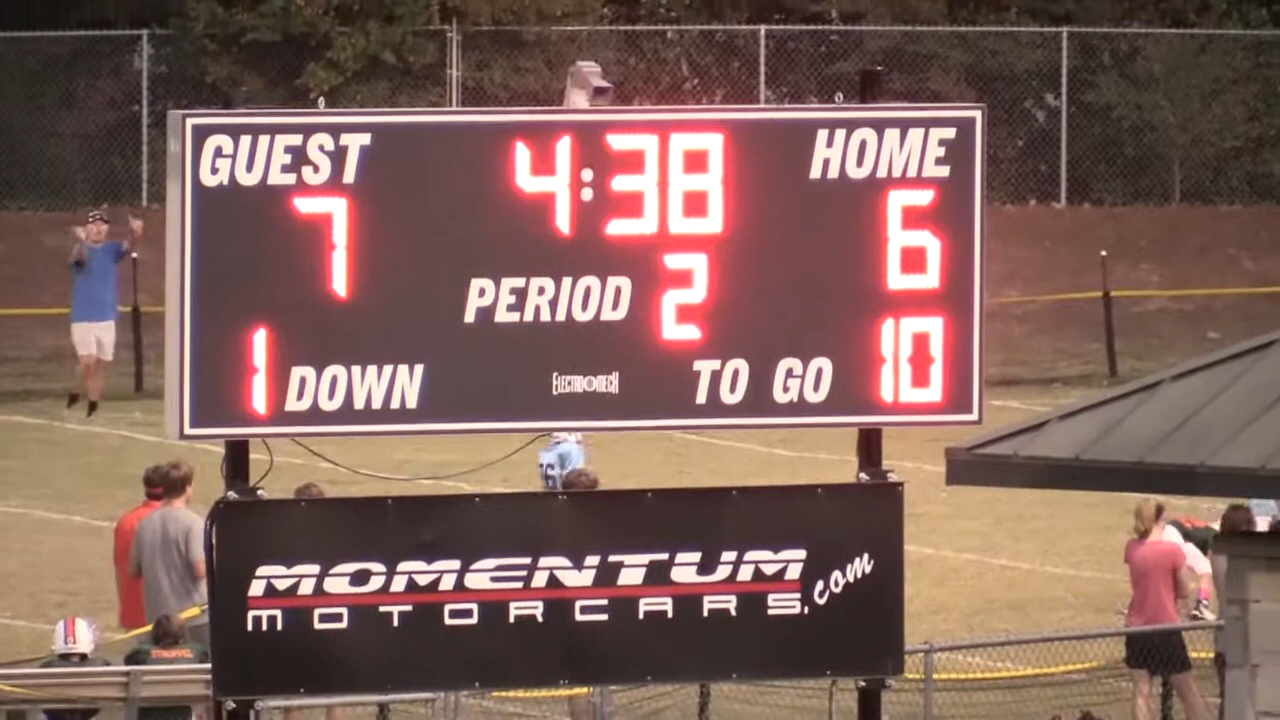 GUEST 4:38 HOME
7 6
PERIOD 2
1 DOWN TO GO 10
ELECTRO-MECH
MOMENTUM
MOTORCARS.com